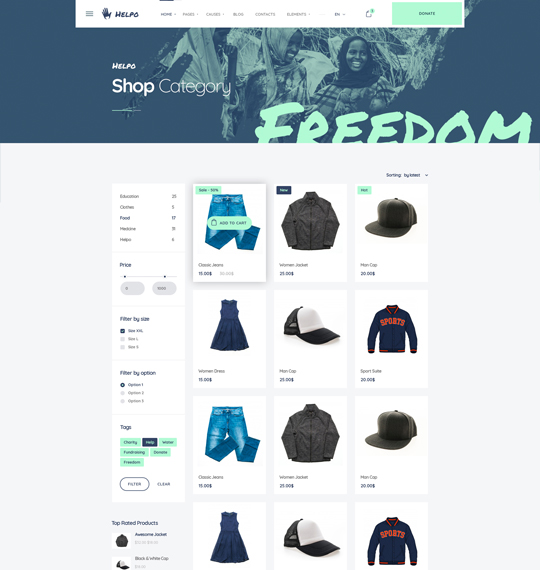 Helpo
HOME PAGES CAUSES BLOG CONTACTS ELEMENTS EN 0 DONATE
Helpo
Shop Category
FREEDOM
Sorting: by latest
Education 23
Clothes 3
Food 17
Medicine 31
Helpo 6
Price
0 1000
Filter by size
Size XXL
Size L
Size S
Filter by option
Option 1
Option 2
Option 3
Tags
Charity Help Water
Fundraising Donate
Freedom
FILTER CLEAR
Top Rated Products
Awesome Jacket
Black & White Cap
Sale - 50%
ADD TO CART
Classic Jeans
15.00$ 30.00$
New
Women Jacket
25.00$
Hot
Man Cap
20.00$
Women Dress
15.00$
Man Cap
25.00$
SPORTS
Sport Suite
20.00$
Classic Jeans
15.00$
Women Jacket
25.00$
Man Cap
20.00$
SPORTS